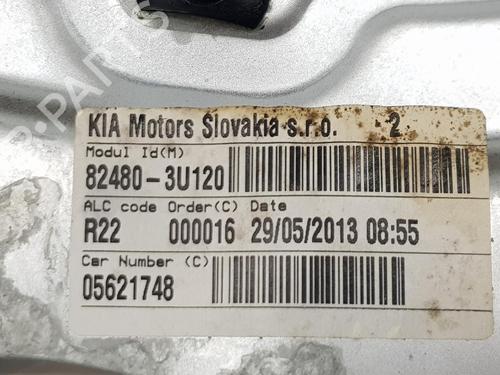 KIA Motors Slovakia s.r.o. 2
Modul Id(M)
82480-3U120
ALC code Order(C) Date
R22 000016 29/05/2013 08:55
Car Number (C)
05621748